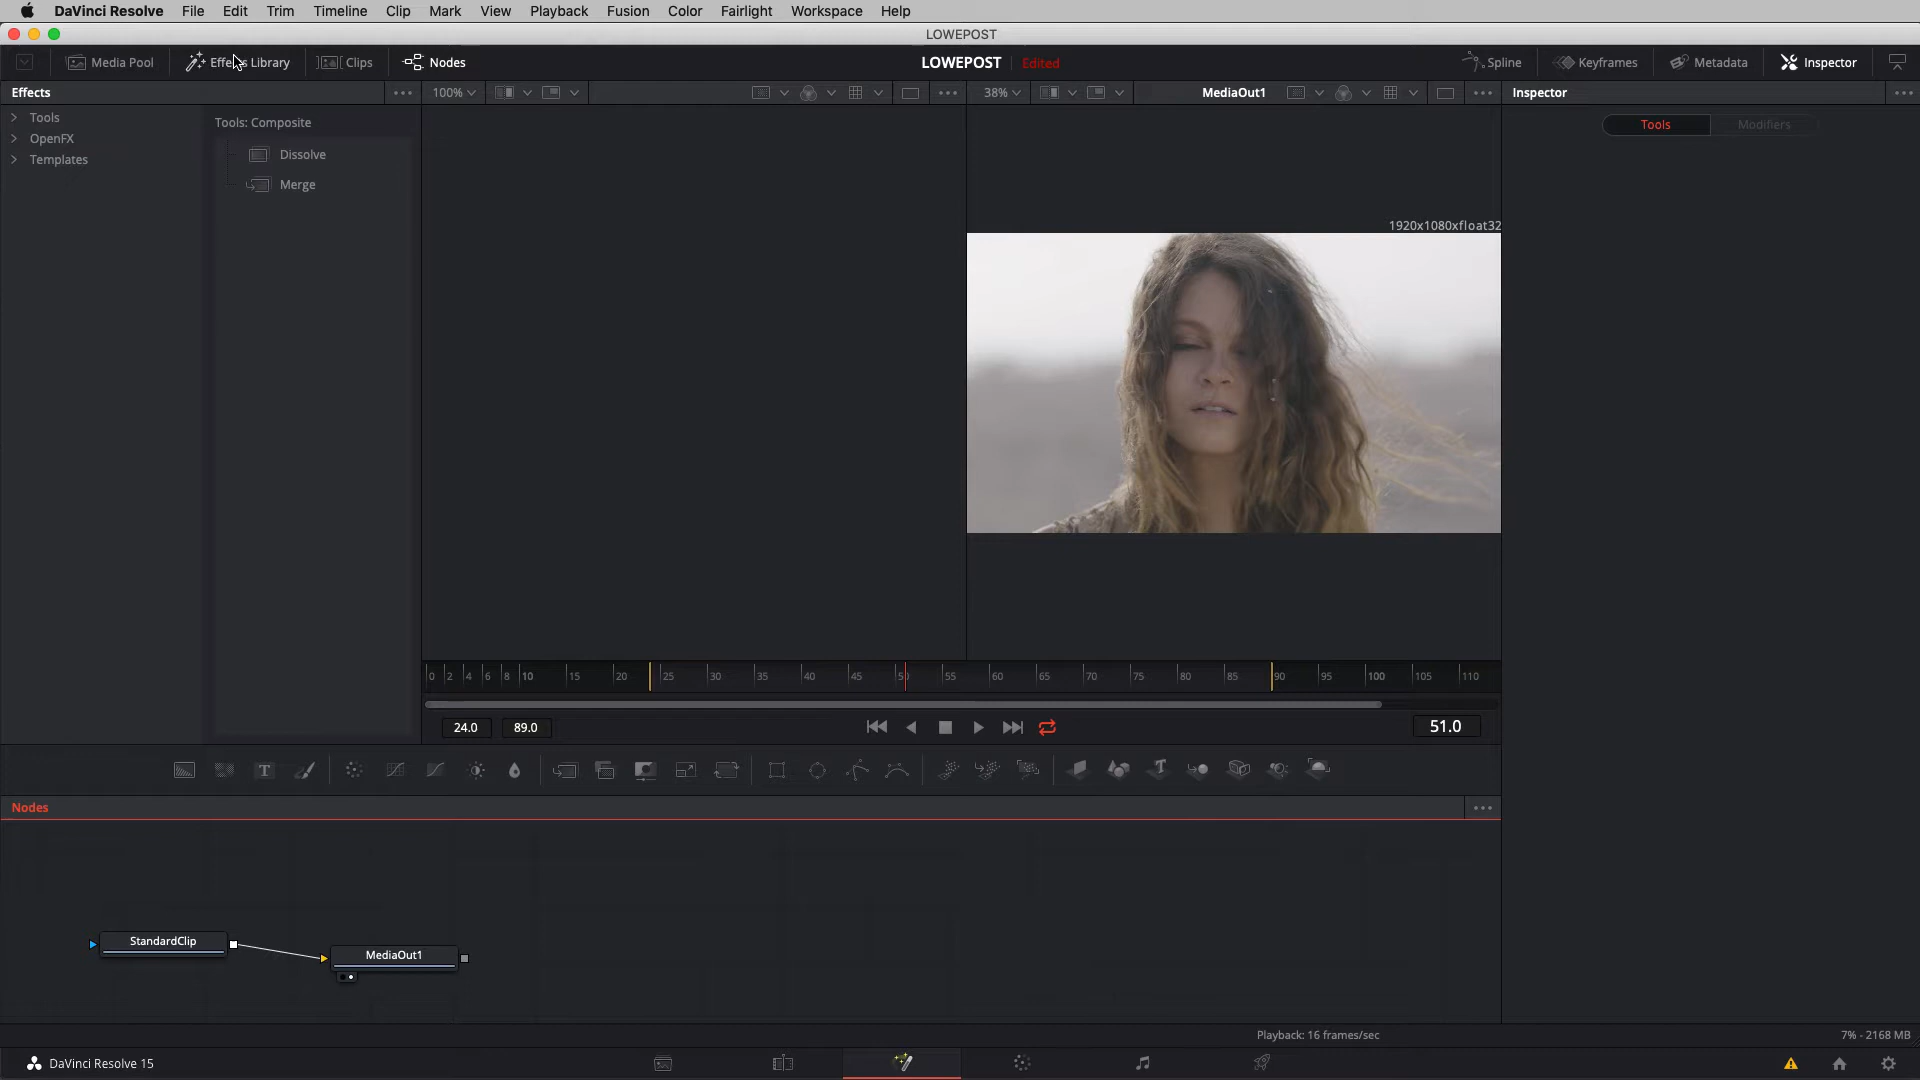 DaVinci Resolve File Edit Trim Timeline Clip Mark View Playback Fusion Color Fairlight Workspace Help
LOWEPOST
Media Pool Effects Library Clips Nodes LOWEPOST Edited Spline Keyframes Metadata Inspector
Effects 100% 38% MediaOut1 Inspector
Tools
OpenFX
Templates
Tools: Composite
Dissolve
Merge
Tools Modifiers
1920x1080xfloat32
0 2 4 6 8 10 15 20 25 30 35 40 45 50 55 60 65 70 75 80 85 90 95 100 105 110
24.0 89.0 51.0
Nodes
StandardClip
MediaOut1
Playback: 16 frames/sec 7% - 2168 MB
DaVinci Resolve 15